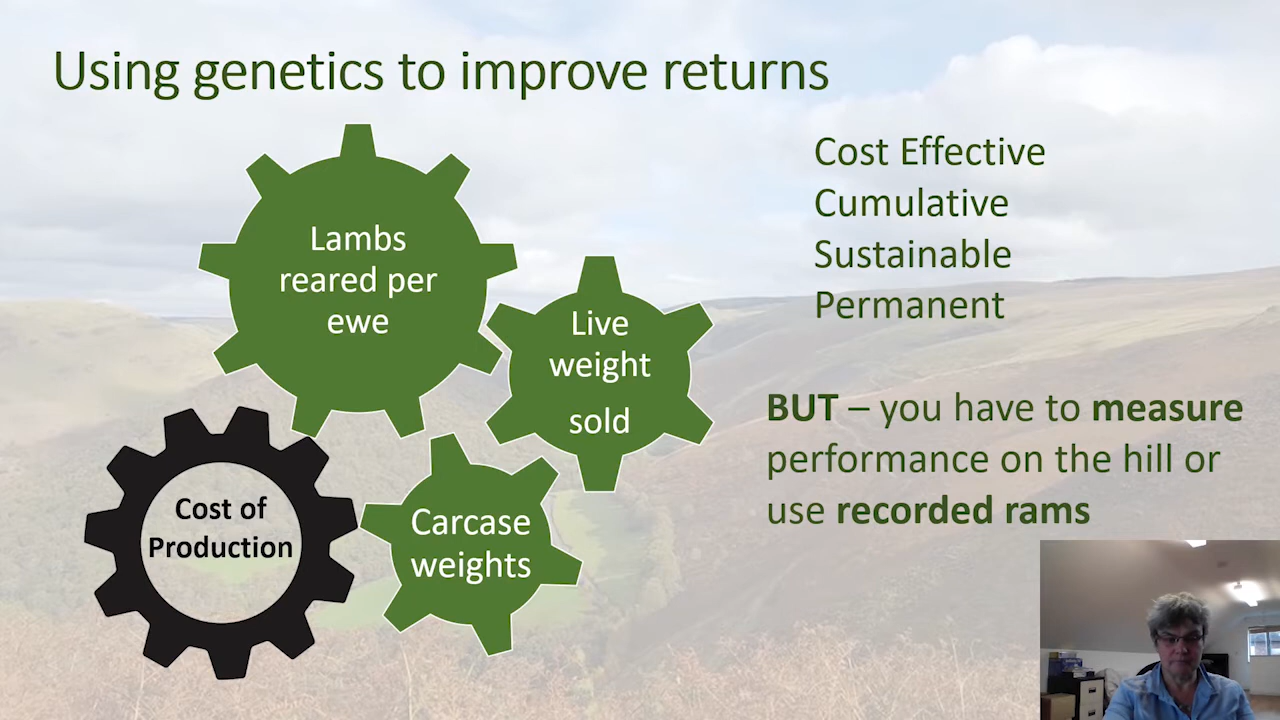 Using genetics to improve returns
Lambs
reared per
ewe
Live
weight
sold
Carcase
weights
Cost of
Production
Cost Effective
Cumulative
Sustainable
Permanent
BUT – you have to measure
performance on the hill or
use recorded rams